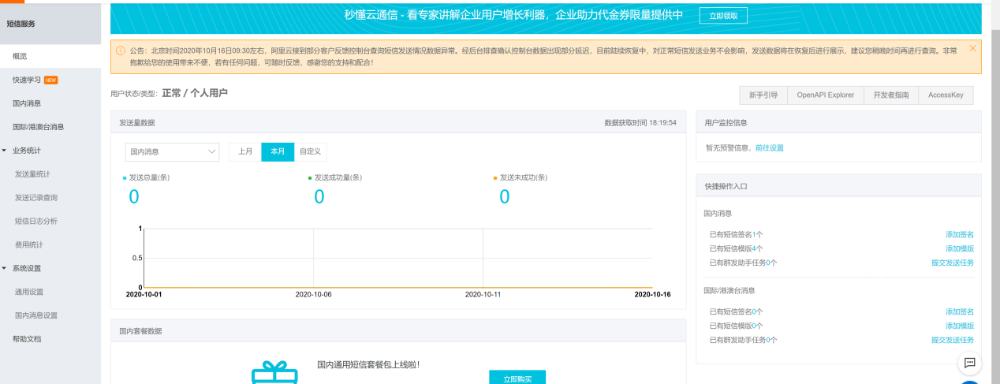 短信服务
概览
快速学习 NEW
国内消息
国际/港澳台消息
业务统计
发送量统计
发送记录查询
短信日志分析
费用统计
系统设置
通用设置
国内消息设置
帮助文档
秒懂云通信 - 看专家讲解企业用户增长利器，企业助力代金券限量提供中 立即领取
公告：北京时间2020年10月16日09:30左右，阿里云接到部分客户反馈控制台查询短信发送情况数据异常。经后台排查确认控制台数据出现部分延迟，目前陆续恢复中，对正常短信发送业务不会影响，发送数据将在恢复后进行展示，建议您稍晚时间再进行查询。非常
抱歉给您的使用带来不便，若有任何问题，可随时反馈，感谢您的支持和配合！
用户状态/类型: 正常 / 个人用户
新手引导 OpenAPI Explorer 开发者指南 AccessKey
发送量数据 数据获取时间 18:19:54
国内消息 上月 本月 自定义
发送总量(条) 发送成功量(条) 发送未成功(条)
0 0 0
1
0.5
0
2020-10-01 2020-10-06 2020-10-11 2020-10-16
国内套餐数据
国内通用短信套餐包上线啦！
立即购买
用户监控信息
暂无预警信息，前往设置
快捷操作入口
国内消息
已有短信签名1个 添加签名
已有短信模版4个 添加模版
已有群发助手任务0个 提交发送任务
国际/港澳台消息
已有短信签名0个 添加签名
已有短信模版0个 添加模版
已有群发助手任务0个 提交发送任务